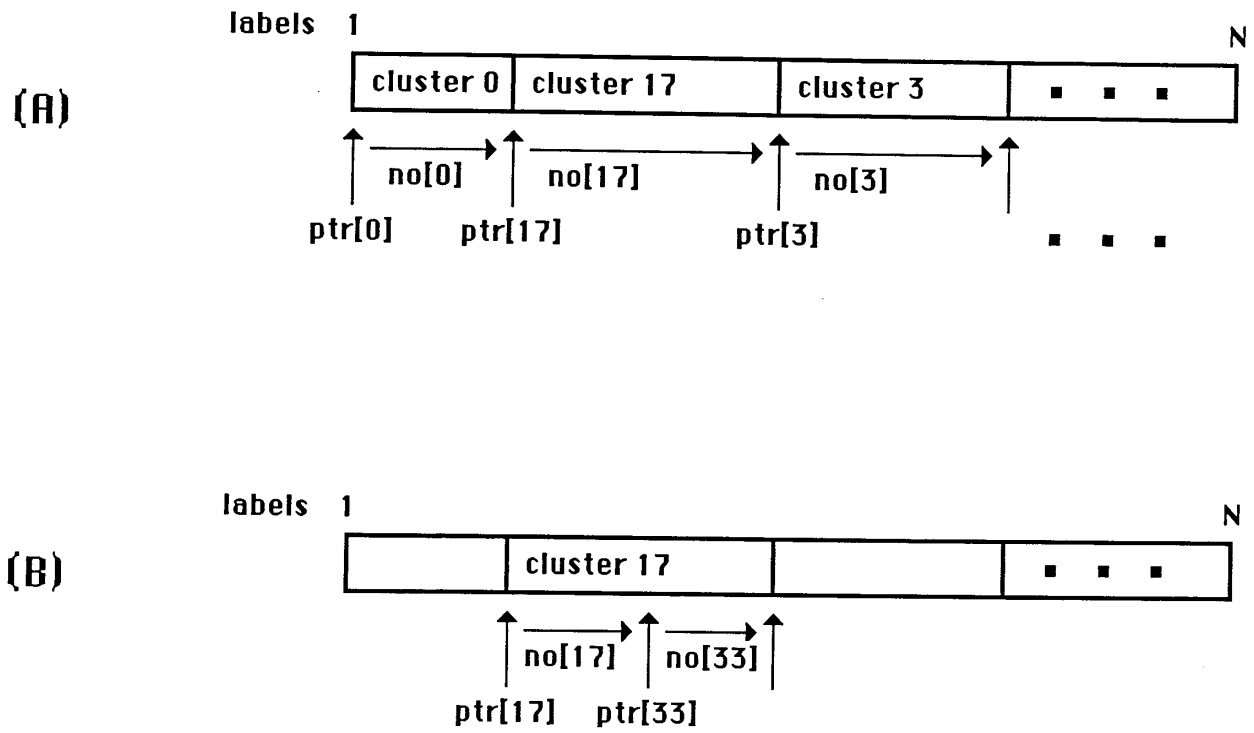 labels 1 N
(A)
cluster 0 cluster 17 cluster 3
no[0] no[17] no[3]
ptr[0] ptr[17] ptr[3]
labels 1 N
(B)
cluster 17
no[17] no[33]
ptr[17] ptr[33]